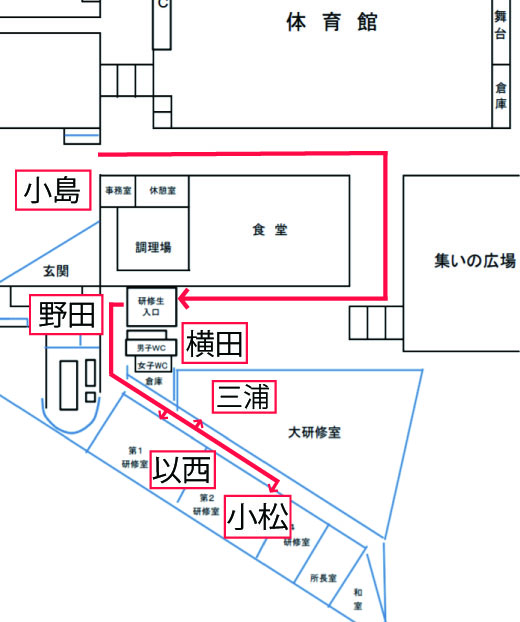 C
体育館
舞台
倉庫
小島
事務室
休憩室
調理場
食堂
集いの広場
玄関
研修生
入口
野田
男子WC
横田
女子WC
倉庫
三浦
大研修室
第1
研修室
以西
第2
研修室
小松
4
研修室
所長室
和室